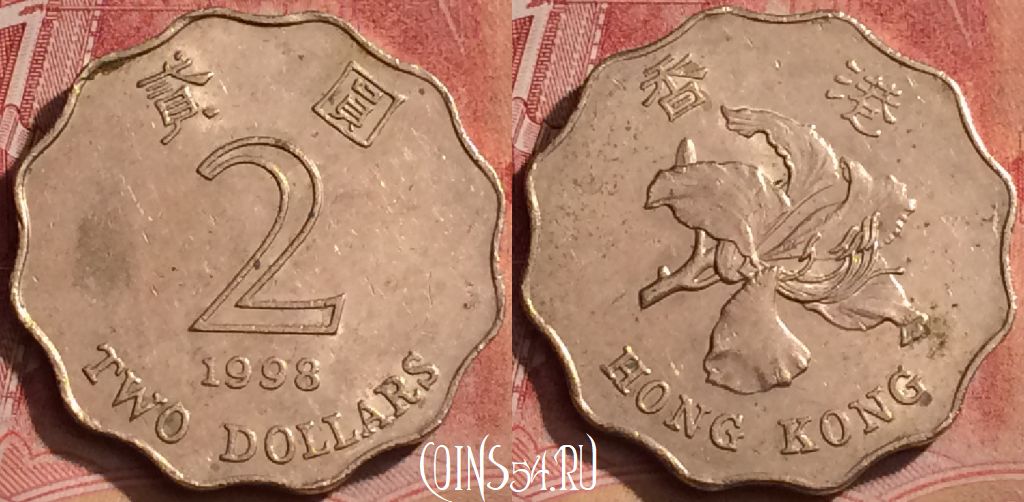 貳 圓
2
1998
TWO DOLLARS
香 港
HONG KONG
COINS54.RU